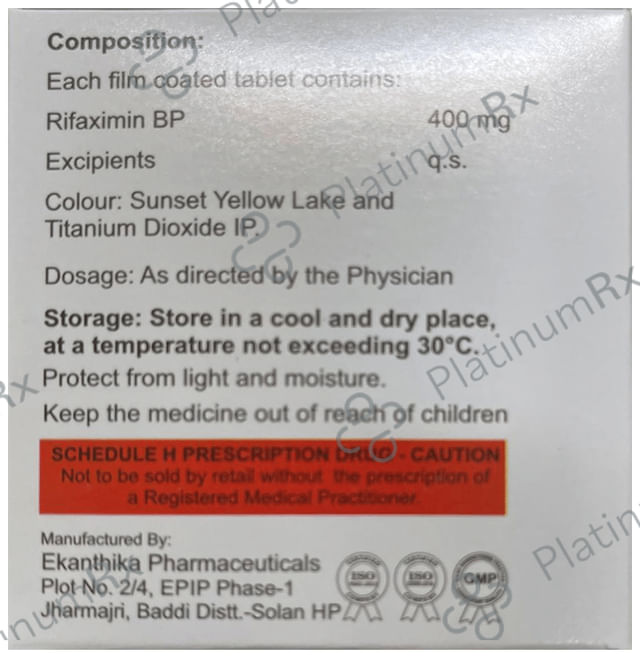 Composition:
Each film coated tablet contains:
Rifaximin BP 400 mg
Excipients q.s.
Colour: Sunset Yellow Lake and
Titanium Dioxide IP.
Dosage: As directed by the Physician
Storage: Store in a cool and dry place,
at a temperature not exceeding 30°C.
Protect from light and moisture.
Keep the medicine out of reach of children
SCHEDULE H PRESCRIPTION DRUG - CAUTION
Not to be sold by retail without the prescription of
a Registered Medical Practitioner.
Manufactured By:
Ekanthika Pharmaceuticals
Plot No. 2/4, EPIP Phase-1
Jharmajri, Baddi Distt.-Solan HP
ISO
ISO
GMP
PlatinumRx
PlatinumRx